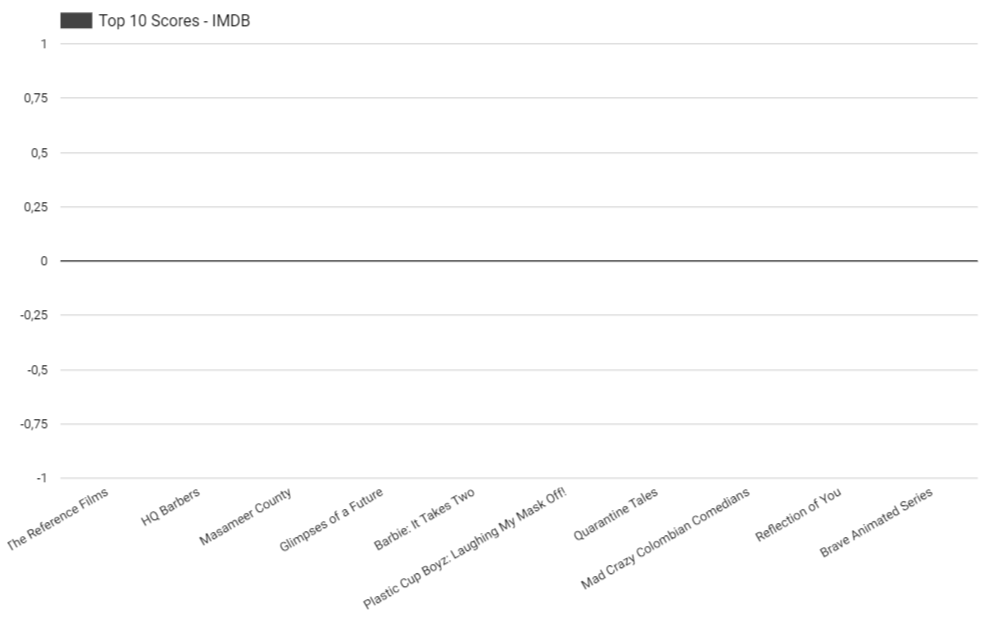 Top 10 Scores - IMDB
1
0,75
0,5
0,25
0
-0,25
-0,5
-0,75
-1
The Reference Films
HQ Barbers
Masameer County
Glimpses of a Future
Barbie: It Takes Two
Plastic Cup Boyz: Laughing My Mask Off!
Quarantine Tales
Mad Crazy Colombian Comedians
Reflection of You
Brave Animated Series